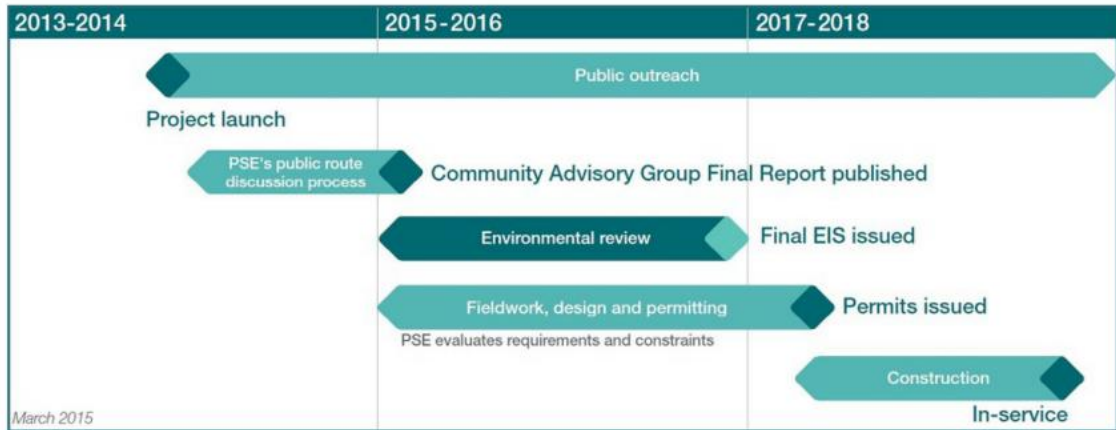 2013-2014
2015-2016
2017-2018
Public outreach
Project launch
PSE's public route
discussion process
Community Advisory Group Final Report published
Environmental review
Final EIS issued
Fieldwork, design and permitting
Permits issued
PSE evaluates requirements and constraints
Construction
In-service
March 2015